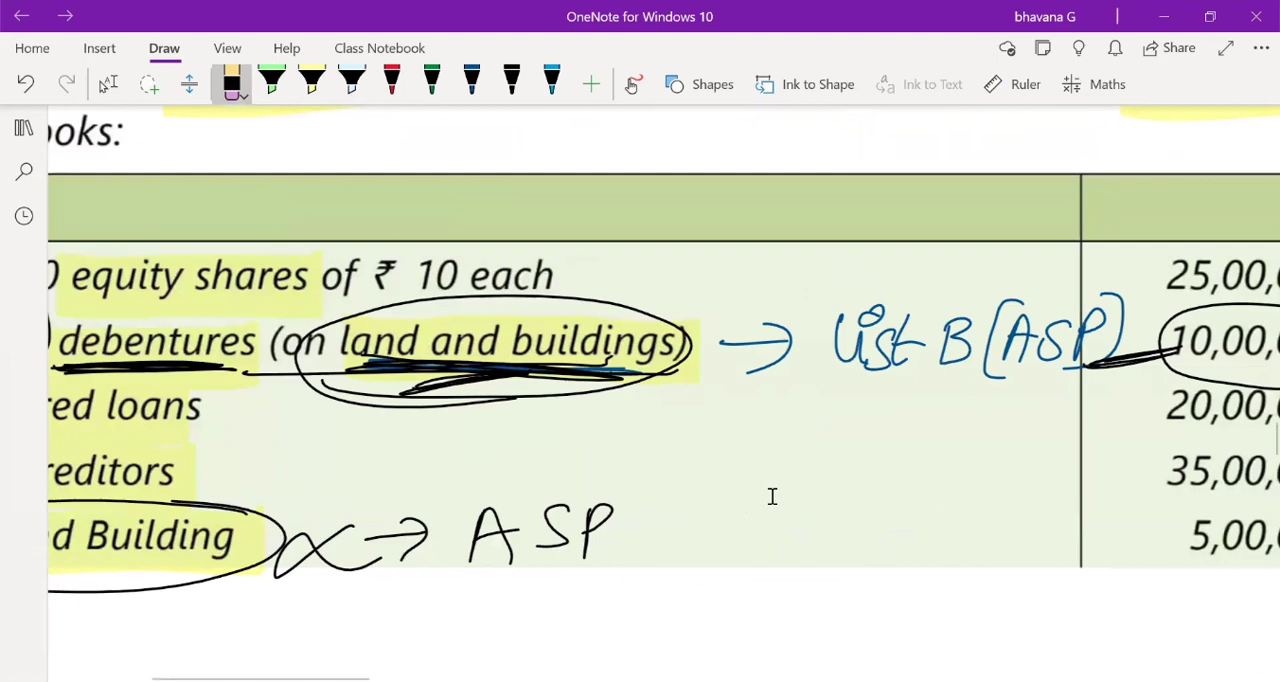 OneNote for Windows 10
bhavana G
Home Insert Draw View Help Class Notebook
Share
Shapes Ink to Shape Ink to Text Ruler Maths
ooks:
0 equity shares of ₹ 10 each 25,00,
debentures (on land and buildings) → List B (ASP) 10,00,
red loans 20,00,
reditors 35,00,
d Building → ASP 5,00,